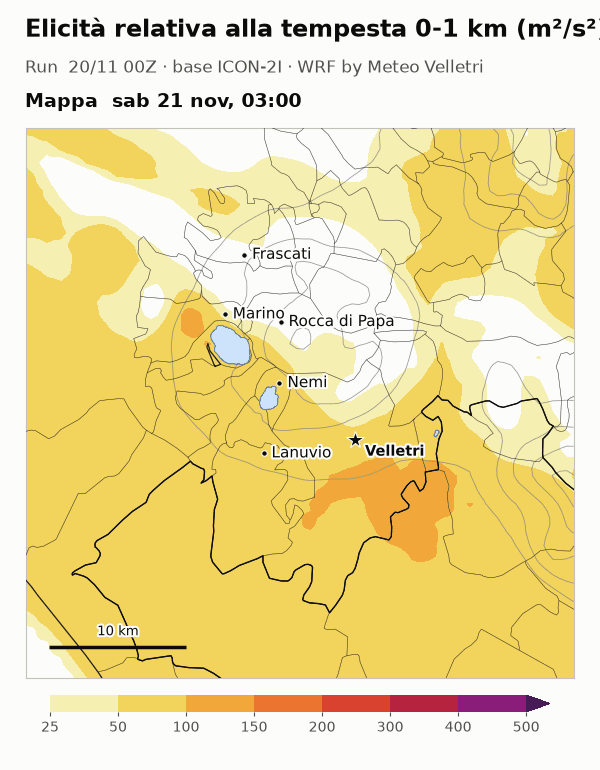 Elicità relativa alla tempesta 0-1 km (m²/s²)
Run  20/11 00Z · base ICON-2I · WRF by Meteo Velletri
Mappa  sab 21 nov, 03:00
Frascati
Marino
Rocca di Papa
Nemi
Velletri
Lanuvio
10 km
25 50 100 150 200 300 400 500